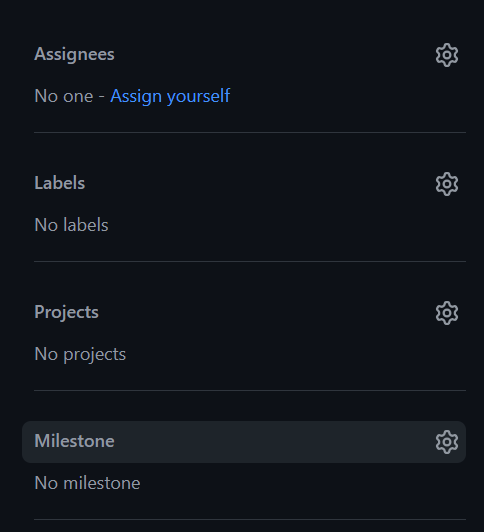 Assignees
No one - Assign yourself
Labels
No labels
Projects
No projects
Milestone
No milestone